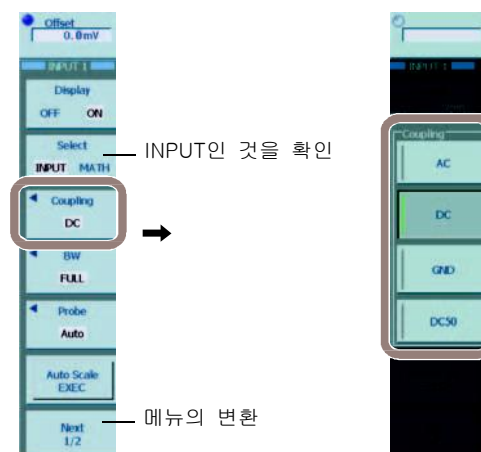 Offset
0.0mV
INPUT 1
Display
OFF ON
Select
INPUT MATH
INPUT인 것을 확인
Coupling
DC
BW
FULL
Probe
Auto
Auto Scale
EXEC
Next
1/2
메뉴의 변환
INPUT 1
Coupling
AC
DC
GND
DC50